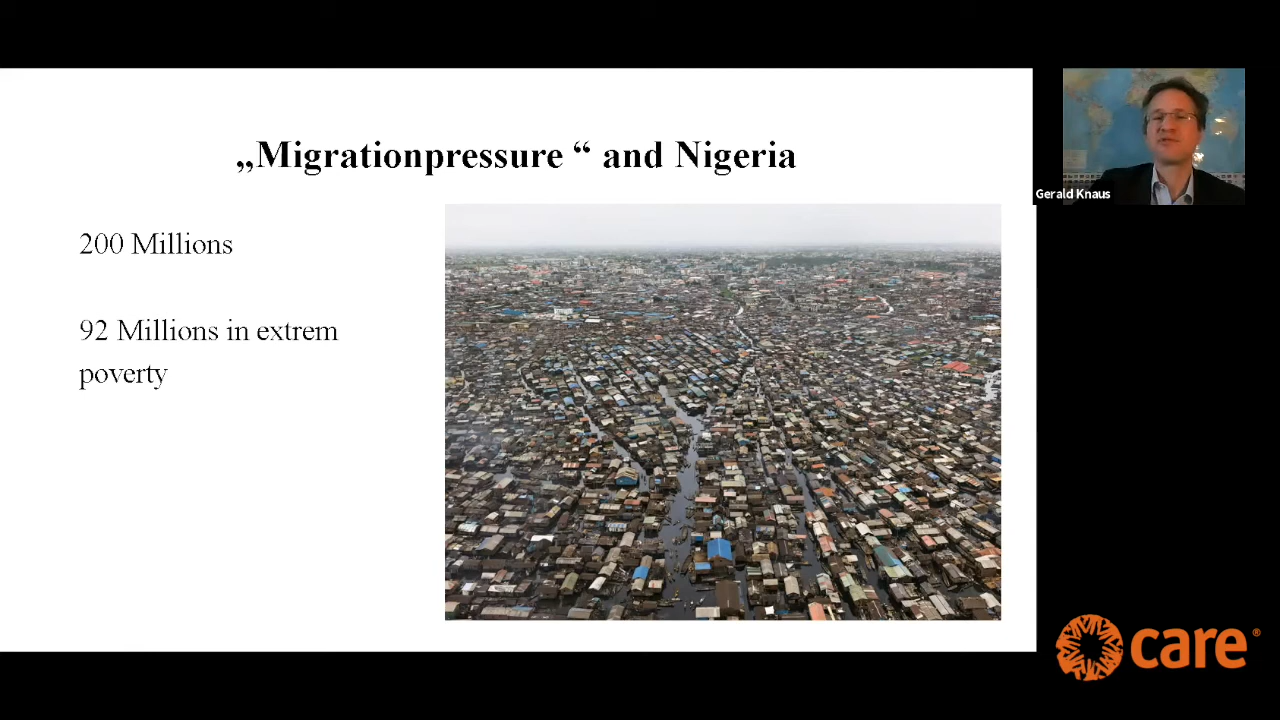 „Migrationpressure “ and Nigeria
200 Millions
92 Millions in extrem
poverty
Gerald Knaus
care®